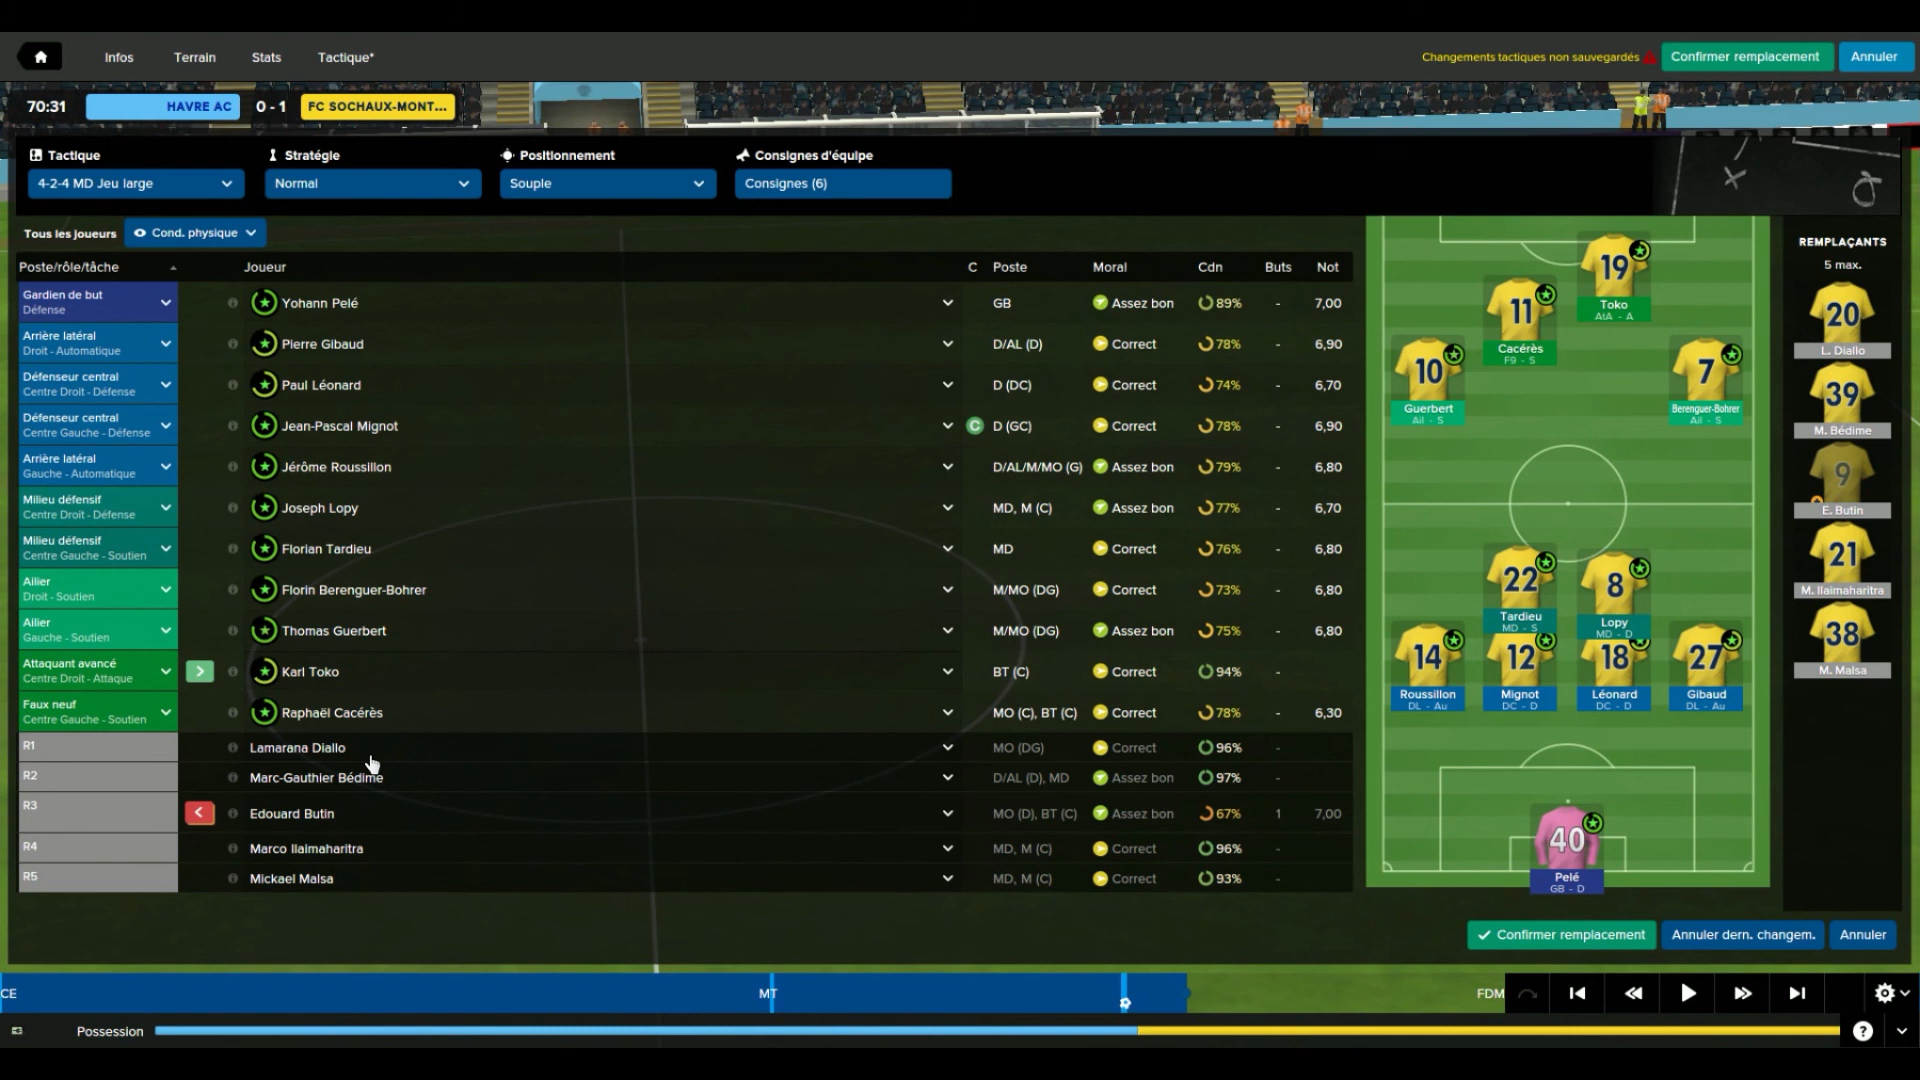 Infos Terrain Stats Tactique*
Changements tactiques non sauvegardés Confirmer remplacement Annuler
70:31 HAVRE AC 0 - 1 FC SOCHAUX-MONT...
Tactique Stratégie Positionnement Consignes d'équipe
4-2-4 MD Jeu large Normal Souple Consignes (6)
Tous les joueurs Cond. physique
Poste/rôle/tâche Joueur C Poste Moral Cdn Buts Not
Gardien de but
Défense
Yohann Pelé GB Assez bon 89% - 7,00
Arrière latéral
Droit - Automatique
Pierre Gibaud D/AL (D) Correct 78% - 6,90
Défenseur central
Centre Droit - Défense
Paul Léonard D (DC) Correct 74% - 6,70
Défenseur central
Centre Gauche - Défense
Jean-Pascal Mignot C D (GC) Correct 78% - 6,90
Arrière latéral
Gauche - Automatique
Jérôme Roussillon D/AL/M/MO (G) Assez bon 79% - 6,80
Milieu défensif
Centre Droit - Défense
Joseph Lopy MD, M (C) Assez bon 77% - 6,70
Milieu défensif
Centre Gauche - Soutien
Florian Tardieu MD Correct 76% - 6,80
Ailier
Droit - Soutien
Florin Berenguer-Bohrer M/MO (DG) Correct 73% - 6,80
Ailier
Gauche - Soutien
Thomas Guerbert M/MO (DG) Assez bon 75% - 6,80
Attaquant avancé
Centre Droit - Attaque
Karl Toko BT (C) Correct 94% -
Faux neuf
Centre Gauche - Soutien
Raphaël Cacérès MO (C), BT (C) Correct 78% - 6,30
R1 Lamarana Diallo MO (DG) Correct 96% -
R2 Marc-Gauthier Bédime D/AL (D), MD Assez bon 97% -
R3 Edouard Butin MO (D), BT (C) Assez bon 67% 1 7,00
R4 Marco Ilaimaharitra MD, M (C) Correct 96% -
R5 Mickael Malsa MD, M (C) Correct 93% -
19
Toko
AtA - A
11
Cacérès
F9 - S
10
Guerbert
Ail - S
7
Berenguer-Bohrer
Ail - S
22
Tardieu
MD - S
8
Lopy
MD - D
14
Roussillon
DL - Au
12
Mignot
DC - D
18
Léonard
DC - D
27
Gibaud
DL - Au
40
Pelé
GB - D
REMPLAÇANTS
5 max.
20
L. Diallo
39
M. Bédime
9
E. Butin
21
M. Ilaimaharitra
38
M. Malsa
Confirmer remplacement Annuler dern. changem. Annuler
CE MT FDM
Possession ?